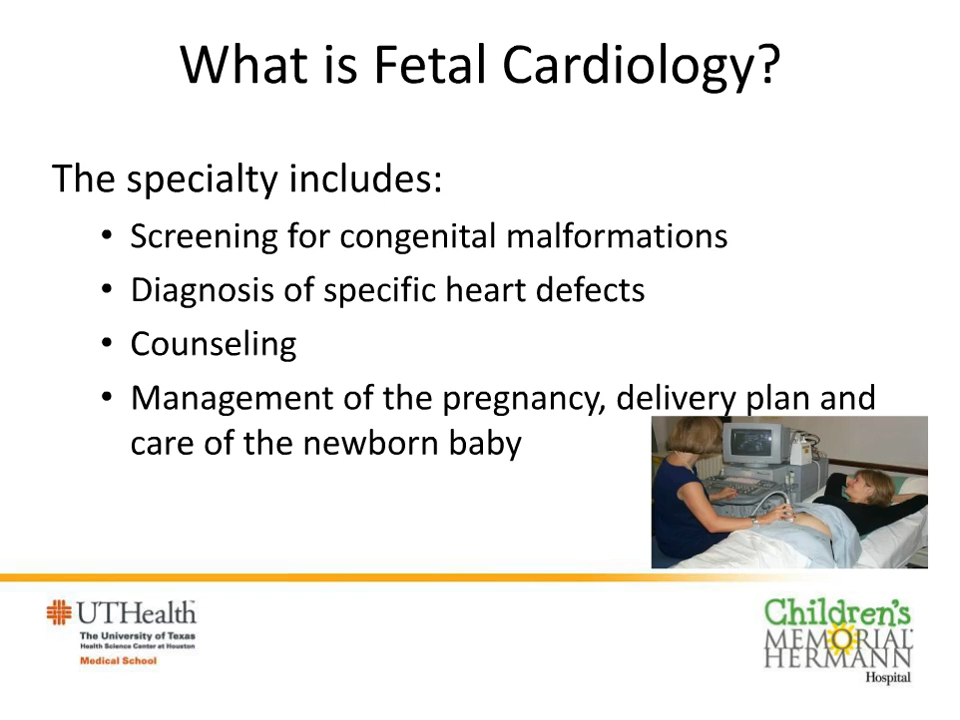 What is Fetal Cardiology?
The specialty includes:
• Screening for congenital malformations
• Diagnosis of specific heart defects
• Counseling
• Management of the pregnancy, delivery plan and
care of the newborn baby
UTHealth™
The University of Texas
Health Science Center at Houston
Medical School
Children's
MEMORIAL
HERMANN
Hospital